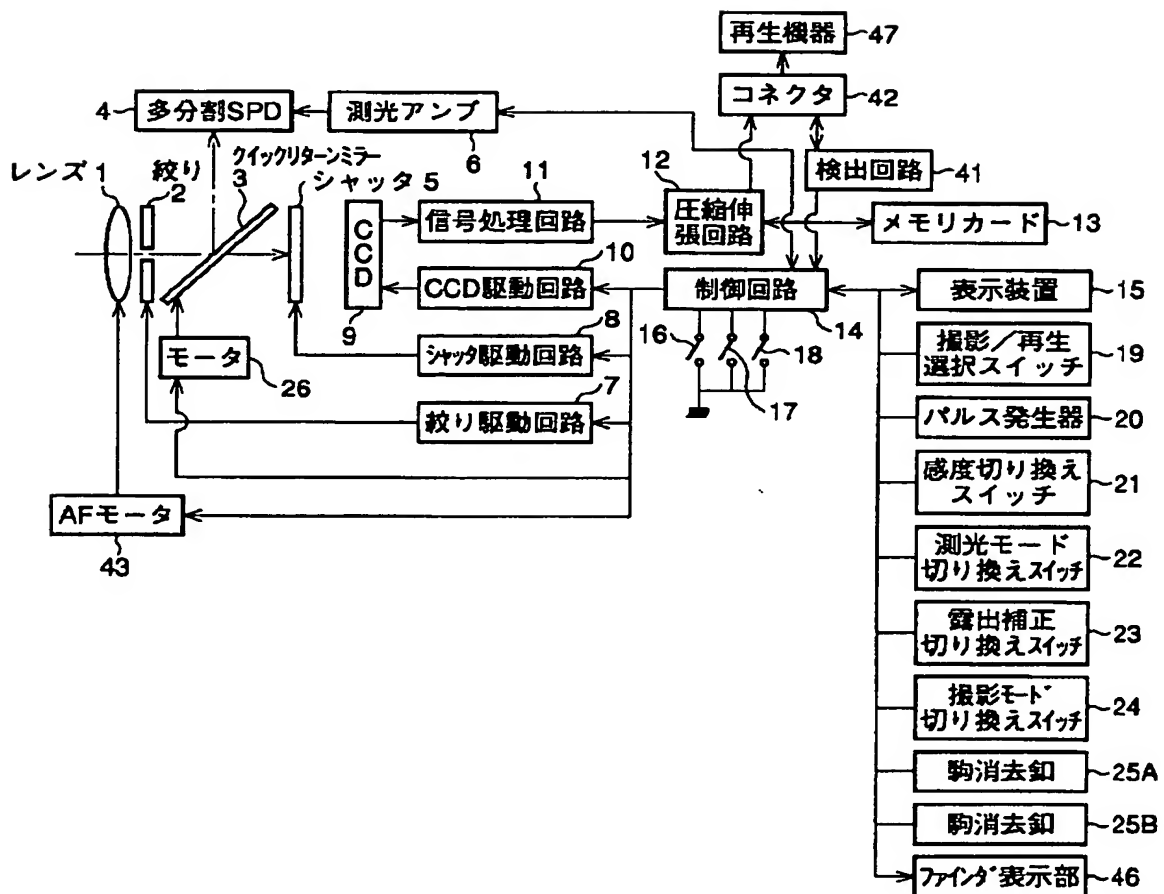 再生機器
47
コネクタ
42
4
多分割SPD
測光アンプ
6
検出回路
41
レンズ1
絞り
2
クイックリターンミラー
3
シャッタ5
11
信号処理回路
12
圧縮伸
張回路
メモリカード
13
CCD
9
10
CCD駆動回路
制御回路
14
表示装置
15
16
17
18
8
シャッタ駆動回路
撮影/再生
選択スイッチ
19
モータ
26
7
絞り駆動回路
パルス発生器
20
感度切り換え
スイッチ
21
AFモータ
43
測光モード
切り換えスイッチ
22
露出補正
切り換えスイッチ
23
撮影モード
切り換えスイッチ
24
駒消去釦
25A
駒消去釦
25B
ファインダ表示部
46